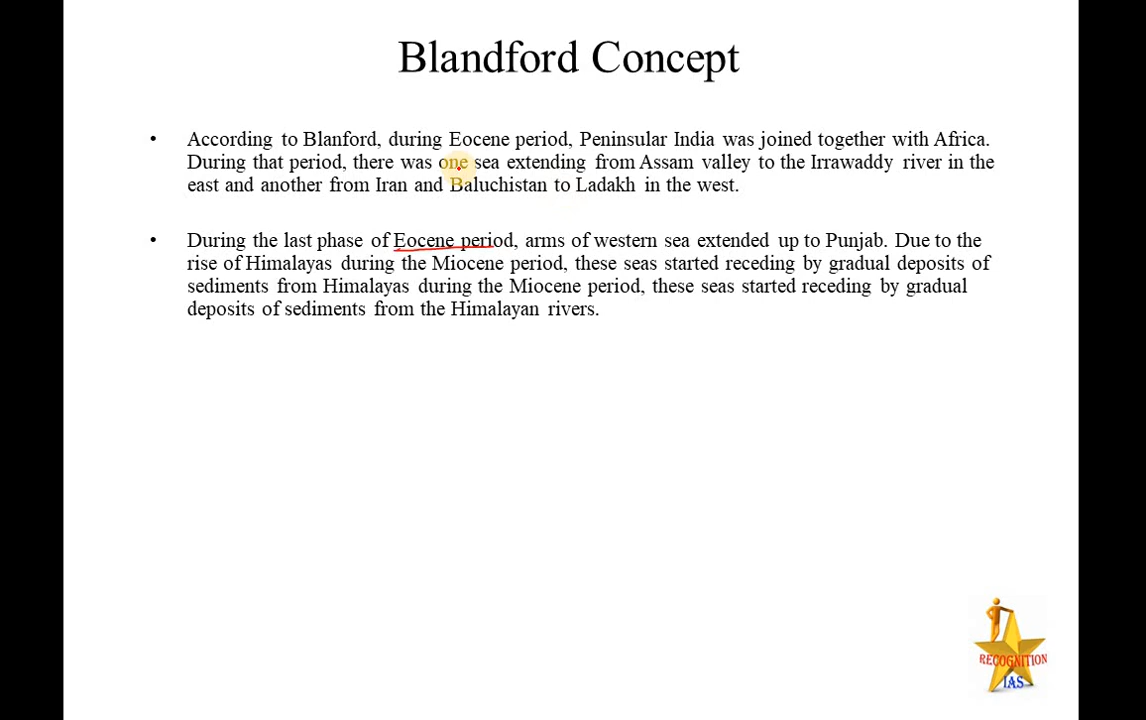 Blandford Concept
• According to Blanford, during Eocene period, Peninsular India was joined together with Africa.
During that period, there was one sea extending from Assam valley to the Irrawaddy river in the
east and another from Iran and Baluchistan to Ladakh in the west.
• During the last phase of Eocene period, arms of western sea extended up to Punjab. Due to the
rise of Himalayas during the Miocene period, these seas started receding by gradual deposits of
sediments from Himalayas during the Miocene period, these seas started receding by gradual
deposits of sediments from the Himalayan rivers.
RECOGNITION
IAS